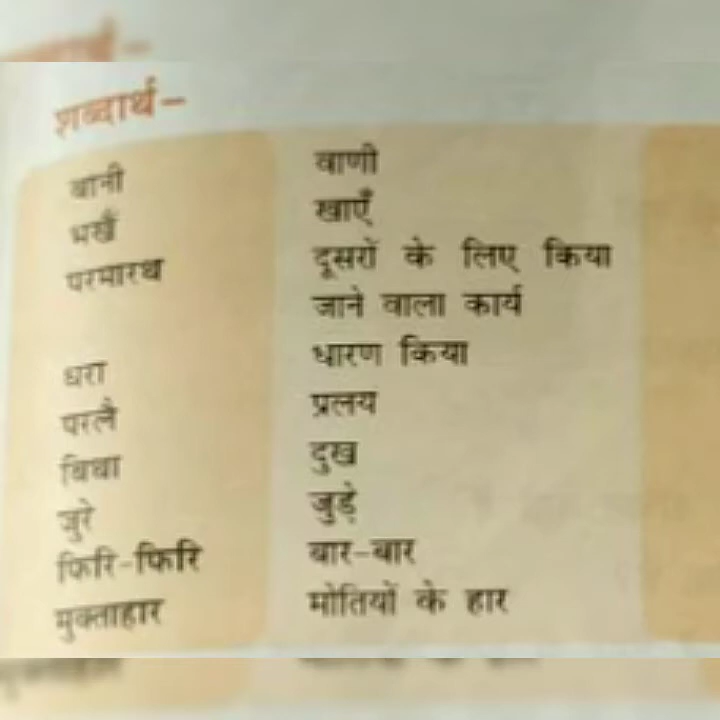 शब्दार्थ–
बानी वाणी
भखैं खाएँ
परमारथ दूसरों के लिए किया
जाने वाला कार्य
धरा धारण किया
परलै प्रलय
बिथा दुख
जुरे जुड़े
फिरि-फिरि बार-बार
मुक्ताहार मोतियों के हार